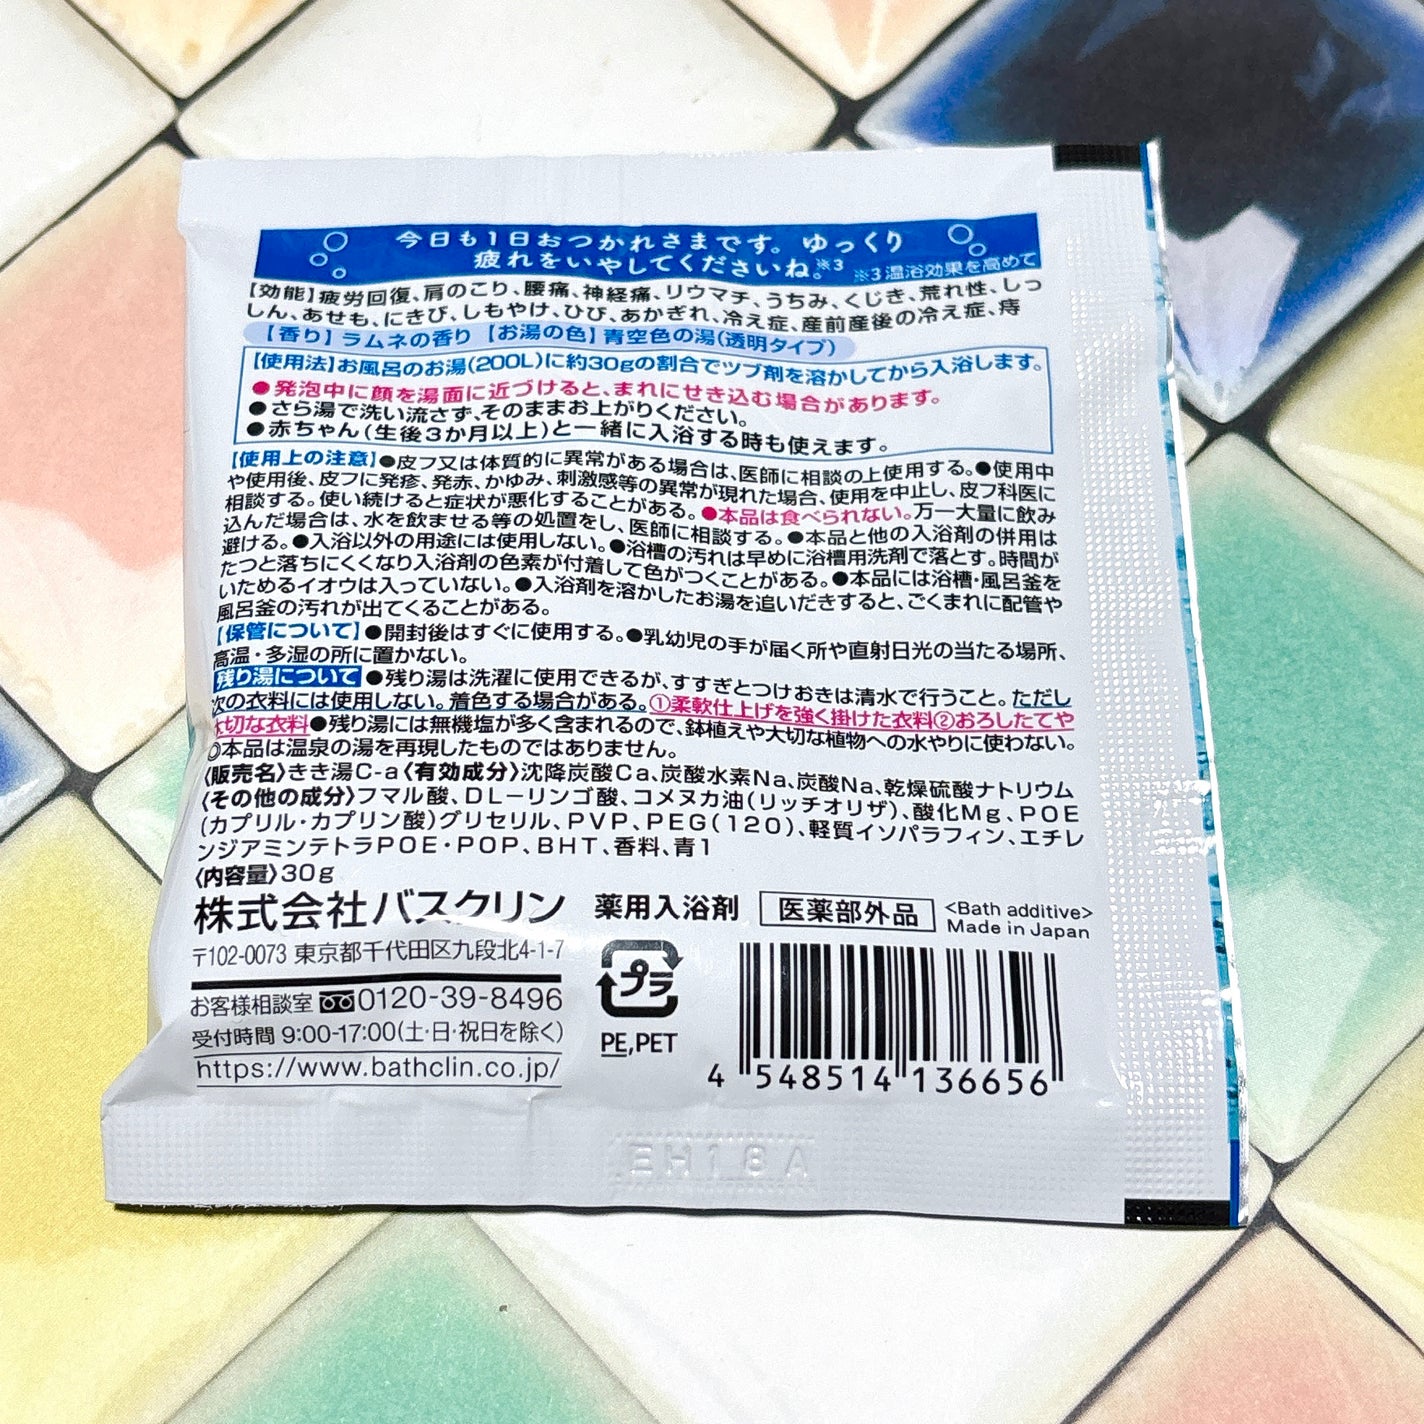 今日も1日おつかれさまです。ゆっくり
疲れをいやしてくださいね。※3 ※3 温浴効果を高めて
【効能】疲労回復、肩のこり、腰痛、神経痛、リウマチ、うちみ、くじき、荒れ性、しっ
しん、あせも、にきび、しもやけ、ひび、あかぎれ、冷え症、産前産後の冷え症、痔
【香り】ラムネの香り 【お湯の色】青空色の湯(透明タイプ)
【使用法】お風呂のお湯(200L)に約30gの割合でツブ剤を溶かしてから入浴します。
●発泡中に顔を湯面に近づけると、まれにせき込む場合があります。
●さら湯で洗い流さず、そのままお上がりください。
●赤ちゃん(生後3か月以上)と一緒に入浴する時も使えます。
【使用上の注意】●皮フ又は体質的に異常がある場合は、医師に相談の上使用する。●使用中
や使用後、皮フに発疹、発赤、かゆみ、刺激感等の異常が現れた場合、使用を中止し、皮フ科医に
相談する。使い続けると症状が悪化することがある。●本品は食べられない。万一大量に飲み
込んだ場合は、水を飲ませる等の処置をし、医師に相談する。●本品と他の入浴剤の併用は
避ける。●入浴以外の用途には使用しない。●浴槽の汚れは早めに浴槽用洗剤で落とす。時間が
たつと落ちにくくなり入浴剤の色素が付着して色がつくことがある。●本品には浴槽・風呂釜を
いためるイオウは入っていない。●入浴剤を溶かしたお湯を追いだきすると、ごくまれに配管や
風呂釜の汚れが出てくることがある。
【保管について】●開封後はすぐに使用する。●乳幼児の手が届く所や直射日光の当たる場所、
高温・多湿の所に置かない。
残り湯について ●残り湯は洗濯に使用できるが、すすぎとつけおきは清水で行うこと。ただし
次の衣料には使用しない。着色する場合がある。①柔軟仕上げを強く掛けた衣料②おろしたてや
大切な衣料●残り湯には無機塩が多く含まれるので、鉢植えや大切な植物への水やりに使わない。
◎本品は温泉の湯を再現したものではありません。
〈販売名〉きき湯C-a〈有効成分〉沈降炭酸Ca、炭酸水素Na、炭酸Na、乾燥硫酸ナトリウム
〈その他の成分〉フマル酸、DL−リンゴ酸、コメヌカ油(リッチオリザ)、酸化Mg、POE
(カプリル・カプリン酸)グリセリル、PVP、PEG(120)、軽質イソパラフィン、エチレ
ンジアミンテトラPOE・POP、BHT、香料、青1
〈内容量〉30g
株式会社バスクリン 薬用入浴剤 医薬部外品 <Bath additive>
Made in Japan
〒102-0073 東京都千代田区九段北4-1-7
お客様相談室 0120-39-8496
受付時間 9:00-17:00(土・日・祝日を除く)
https://www.bathclin.co.jp/
プラ
PE,PET
4 548514 136656
EH18A